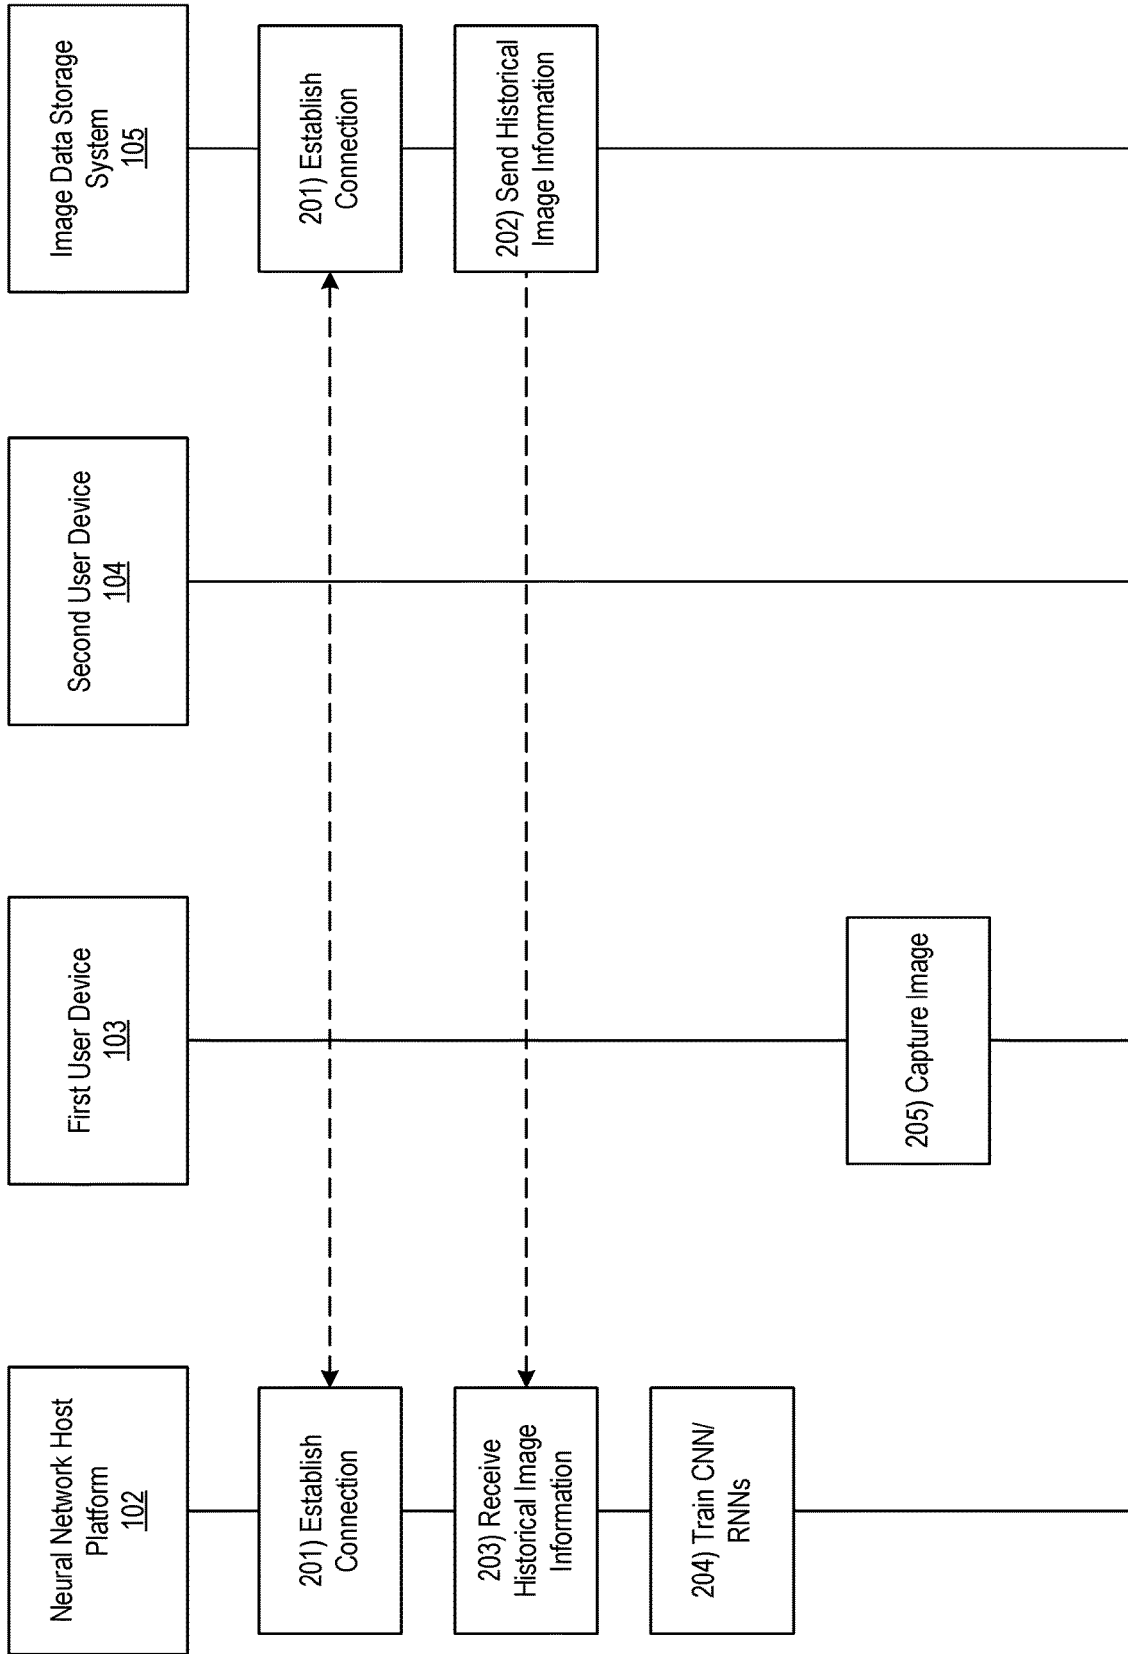 Neural Network Host
Platform
102
First User Device
103
Second User Device
104
Image Data Storage
System
105
201) Establish
Connection
201) Establish
Connection
203) Receive
Historical Image
Information
202) Send Historical
Image Information
204) Train CNN/
RNNs
205) Capture Image